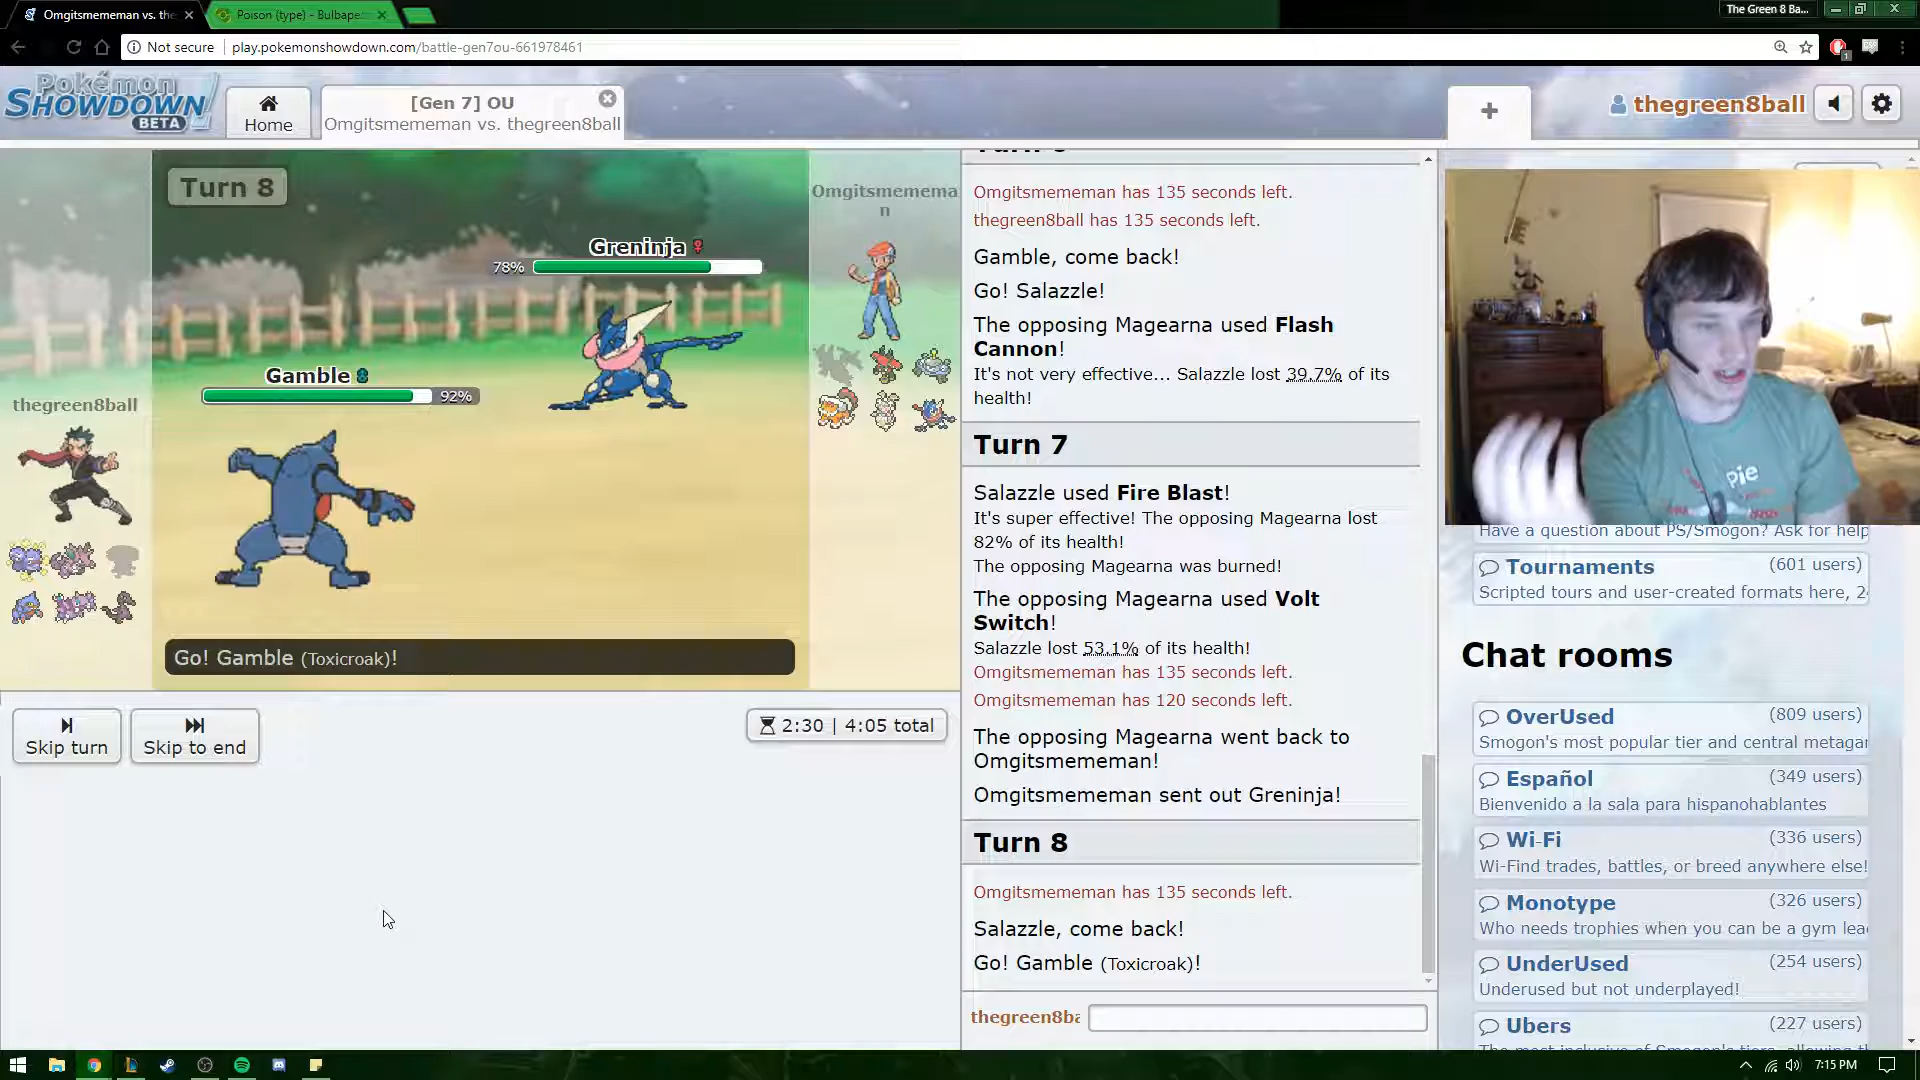 Omgitsmememan vs. the
Poison (type) - Bulbape
The Green 8 Ba...
Not secure
play.pokemonshowdown.com/battle-gen7ou-661978461
Pokémon
SHOWDOWN
BETA
Home
[Gen 7] OU
Omgitsmememan vs. thegreen8ball
+
thegreen8ball
Turn 8
Greninja
78%
Gamble
92%
thegreen8ball
Omgitsmemema
n
Go! Gamble (Toxicroak)!
Skip turn
Skip to end
2:30 | 4:05 total
Omgitsmememan has 135 seconds left.
thegreen8ball has 135 seconds left.
Gamble, come back!
Go! Salazzle!
The opposing Magearna used Flash
Cannon!
It's not very effective... Salazzle lost 39.7% of its
health!
Turn 7
Salazzle used Fire Blast!
It's super effective! The opposing Magearna lost
82% of its health!
The opposing Magearna was burned!
The opposing Magearna used Volt
Switch!
Salazzle lost 53.1% of its health!
Omgitsmememan has 135 seconds left.
Omgitsmememan has 120 seconds left.
The opposing Magearna went back to
Omgitsmememan!
Omgitsmememan sent out Greninja!
Turn 8
Omgitsmememan has 135 seconds left.
Salazzle, come back!
Go! Gamble (Toxicroak)!
thegreen8ba
pie
Have a question about PS/Smogon? Ask for help
Tournaments (601 users)
Scripted tours and user-created formats here, 2
Chat rooms
OverUsed (809 users)
Smogon's most popular tier and central metagar
Español (349 users)
Bienvenido a la sala para hispanohablantes
Wi-Fi (336 users)
Wi-Find trades, battles, or breed anywhere else!
Monotype (326 users)
Who needs trophies when you can be a gym lea
UnderUsed (254 users)
Underused but not underplayed!
Ubers (227 users)
7:15 PM